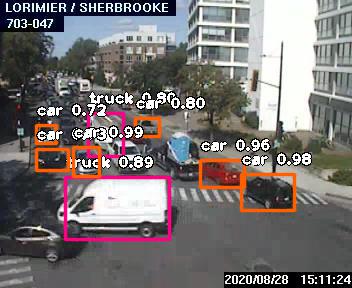 LORIMIER / SHERBROOKE
703-047
truck 0.80
car 0.72
car 0.80
car 0.99
car 0.96
car 0.98
truck 0.89
2020/08/28 15:11:24